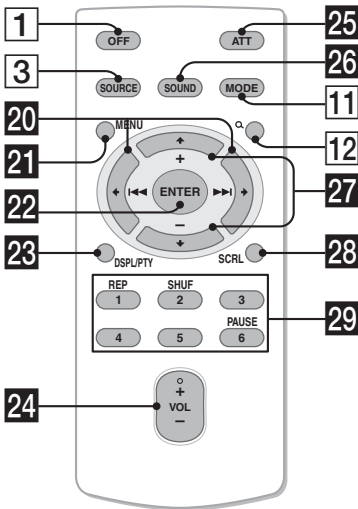 1 OFF ATT 25
3 SOURCE SOUND MODE 26
11
20 MENU
12
21
+
22 ENTER 27
−
23 DSPL/PTY SCRL 28
REP SHUF
1 2 3
PAUSE 29
4 5 6
24 +
VOL
−